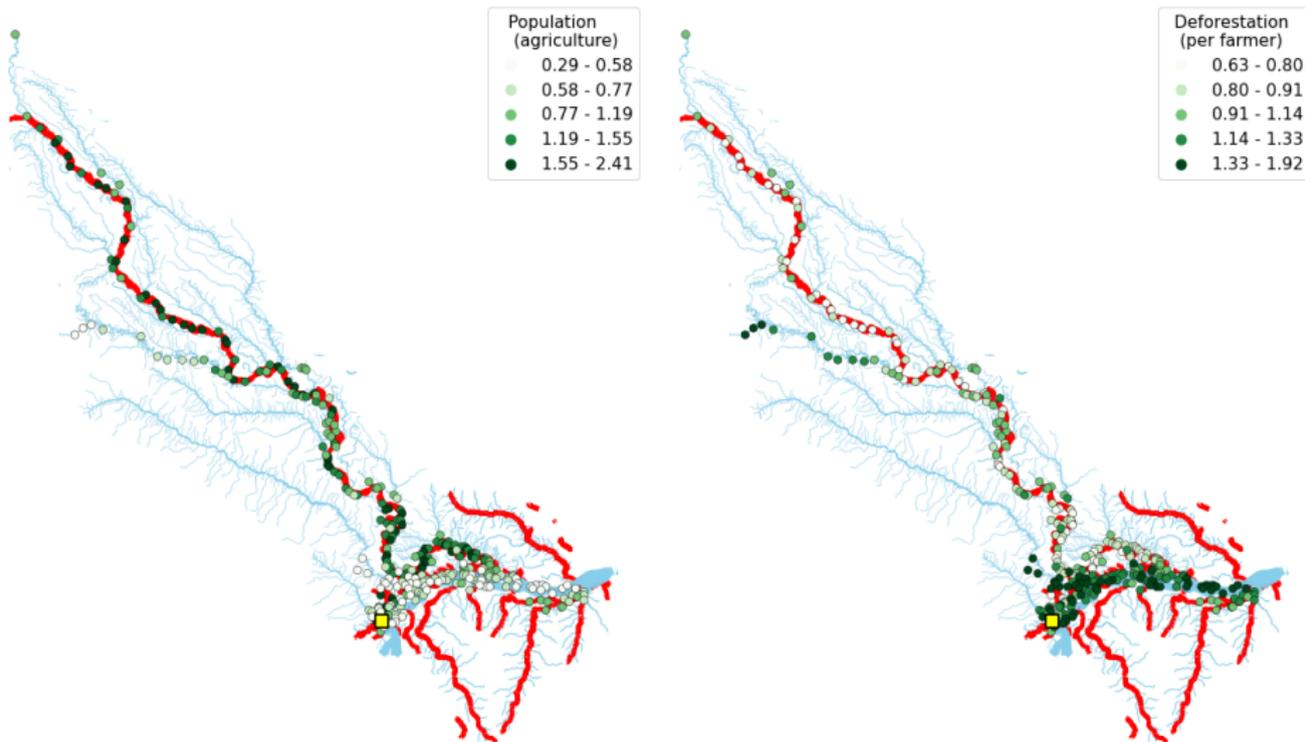 Population
(agriculture)
0.29 - 0.58
0.58 - 0.77
0.77 - 1.19
1.19 - 1.55
1.55 - 2.41
Deforestation
(per farmer)
0.63 - 0.80
0.80 - 0.91
0.91 - 1.14
1.14 - 1.33
1.33 - 1.92